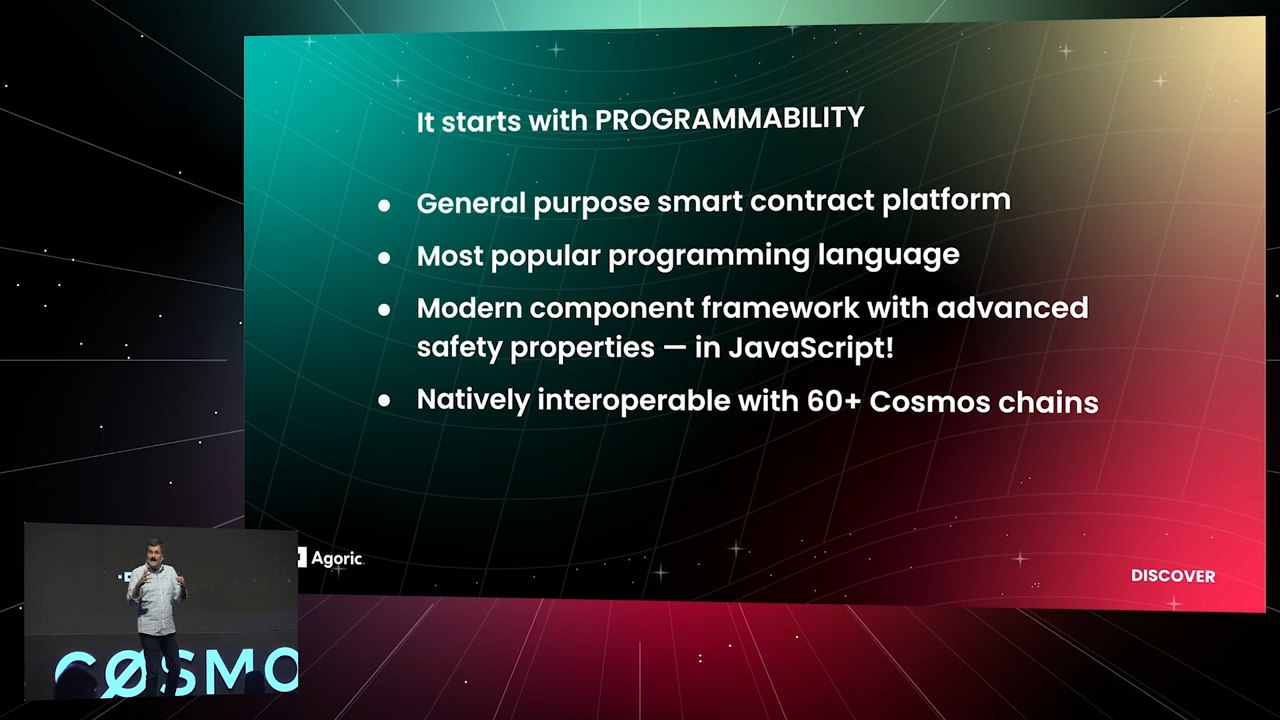 It starts with PROGRAMMABILITY
● General purpose smart contract platform
● Most popular programming language
● Modern component framework with advanced
safety properties — in JavaScript!
● Natively interoperable with 60+ Cosmos chains
Agoric
DISCOVER
CØSMO